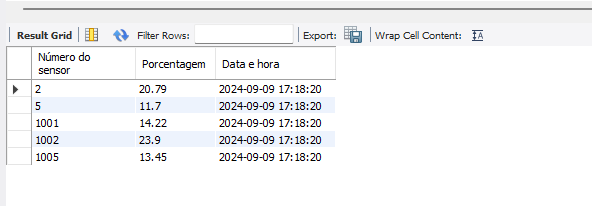 Result Grid Filter Rows: Export: Wrap Cell Content:
Número do
sensor Porcentagem Data e hora
2 20.79 2024-09-09 17:18:20
5 11.7 2024-09-09 17:18:20
1001 14.22 2024-09-09 17:18:20
1002 23.9 2024-09-09 17:18:20
1005 13.45 2024-09-09 17:18:20